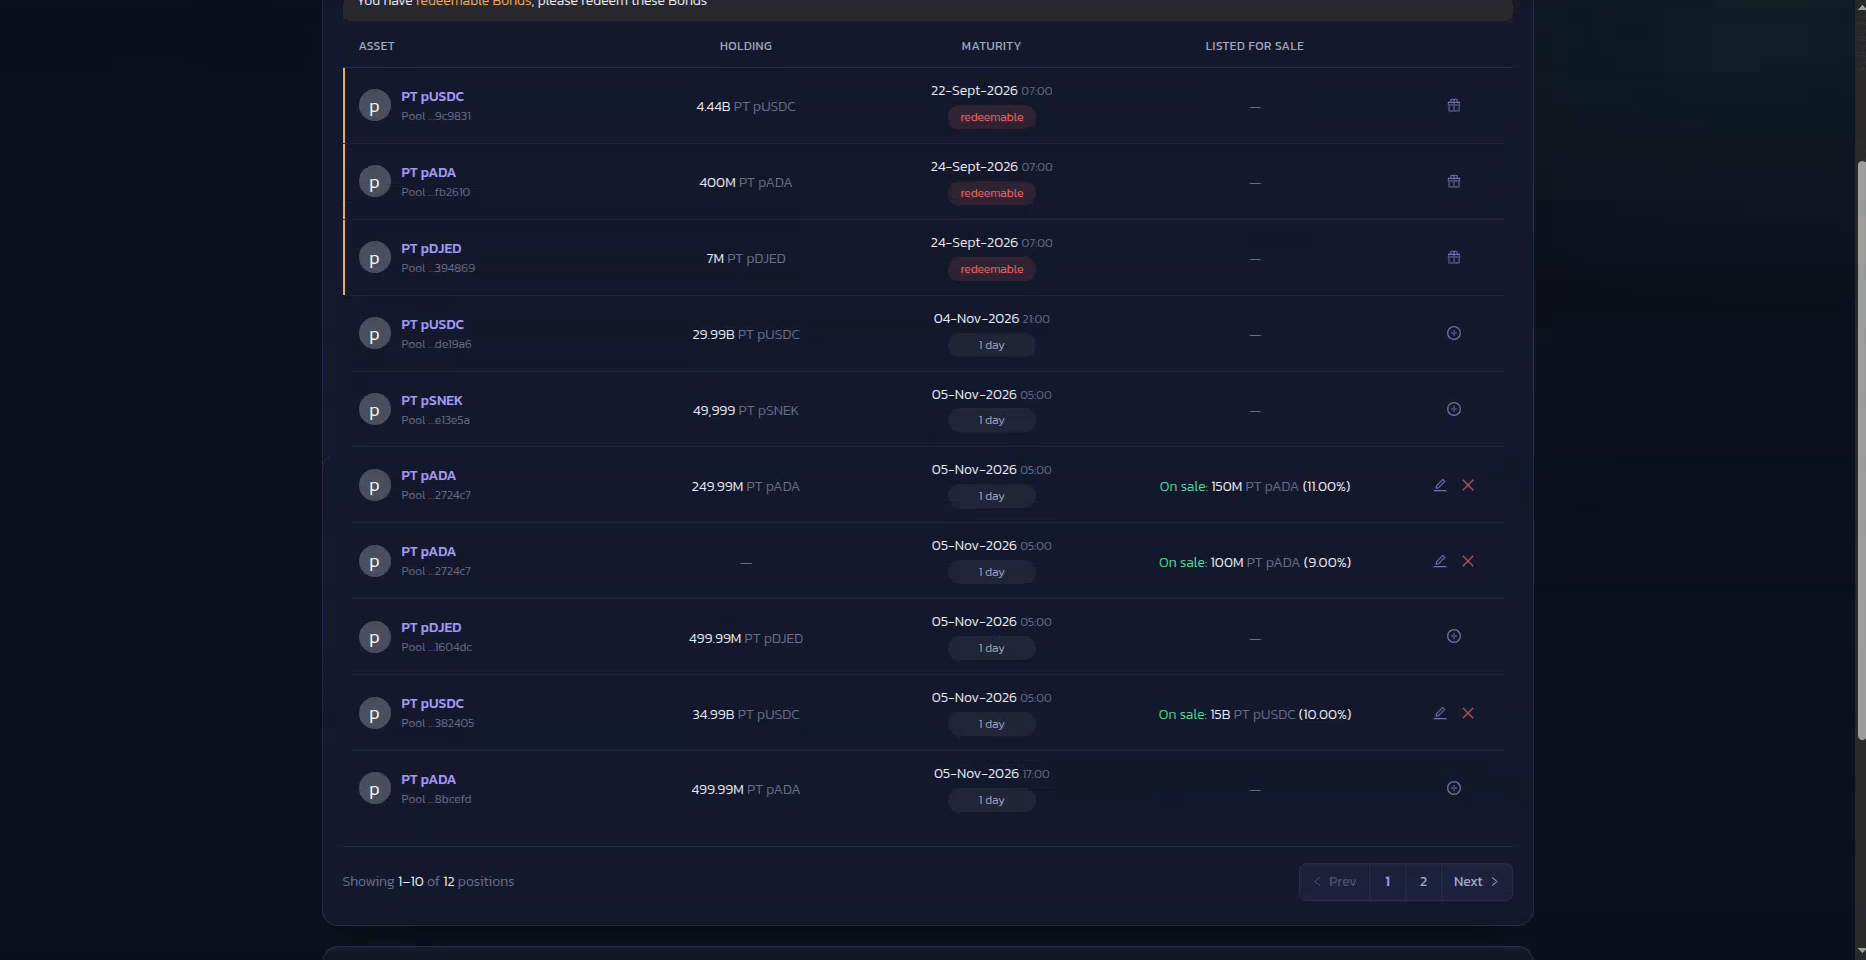 You have redeemable Bonds, please redeem these Bonds
ASSET HOLDING MATURITY LISTED FOR SALE
p PT pUSDC Pool ...9c9831 4.44B PT pUSDC 22-Sept-2026 07:00 redeemable —
p PT pADA Pool ...fb2610 400M PT pADA 24-Sept-2026 07:00 redeemable —
p PT pDJED Pool ...394869 7M PT pDJED 24-Sept-2026 07:00 redeemable —
p PT pUSDC Pool ...de19a6 29.99B PT pUSDC 04-Nov-2026 21:00 1 day —
p PT pSNEK Pool ...e13e5a 49,999 PT pSNEK 05-Nov-2026 05:00 1 day —
p PT pADA Pool ...2724c7 249.99M PT pADA 05-Nov-2026 05:00 1 day On sale: 150M PT pADA (11.00%)
p PT pADA Pool ...2724c7 — 05-Nov-2026 05:00 1 day On sale: 100M PT pADA (9.00%)
p PT pDJED Pool ...1604dc 499.99M PT pDJED 05-Nov-2026 05:00 1 day —
p PT pUSDC Pool ...382405 34.99B PT pUSDC 05-Nov-2026 05:00 1 day On sale: 15B PT pUSDC (10.00%)
p PT pADA Pool ...8bcefd 499.99M PT pADA 05-Nov-2026 17:00 1 day —
Showing 1–10 of 12 positions < Prev 1 2 Next >